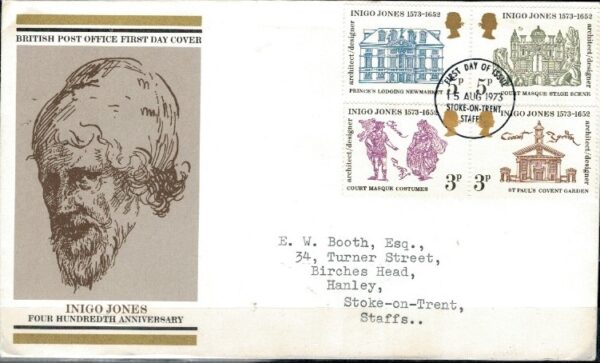 BRITISH POST OFFICE FIRST DAY COVER
INIGO JONES
FOUR HUNDREDTH ANNIVERSARY
INIGO JONES 1573-1652
architect/designer
PRINCE'S LODGING NEWMARKET
5P
INIGO JONES 1573-1652
architect/designer
COURT MASQUE STAGE SCENE
5P
FIRST DAY OF ISSUE
15 AUG 1973
STOKE-ON-TRENT,
STAFFS.
INIGO JONES 1573-1652
architect/designer
COURT MASQUE COSTUMES
3P
INIGO JONES 1573-1652
architect/designer
Covent Garden
3P
ST PAUL'S COVENT GARDEN
E. W. Booth, Esq.,
34, Turner Street,
Birches Head,
Hanley,
Stoke-on-Trent,
Staffs..